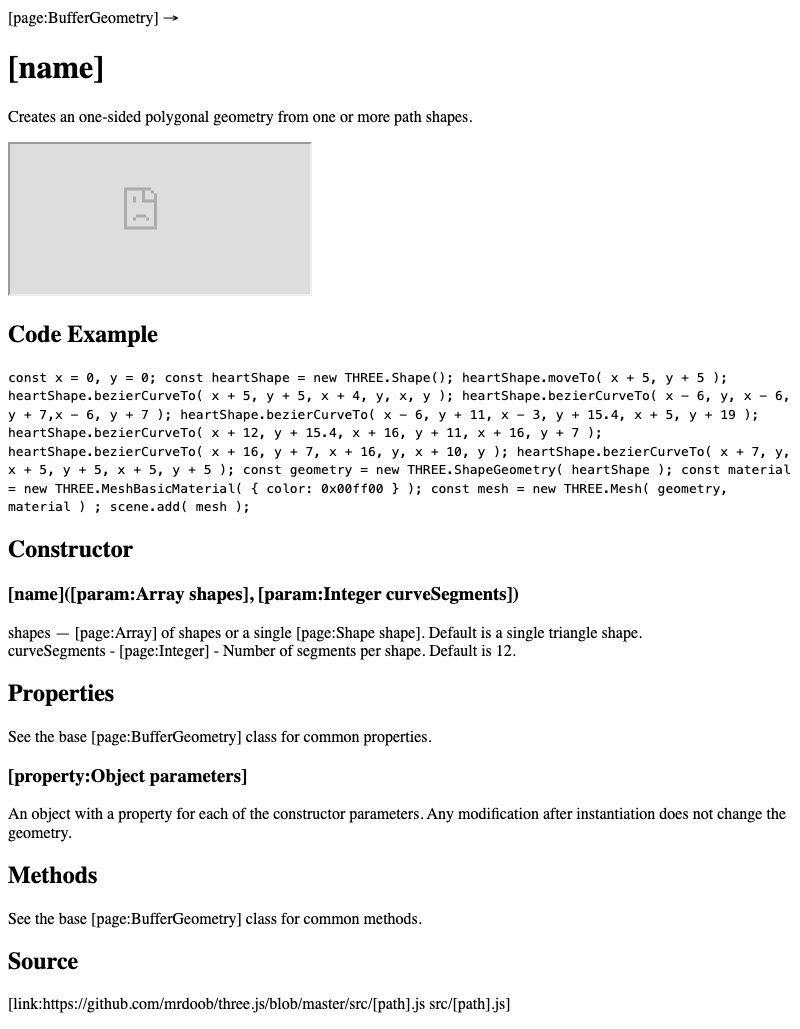 [page:BufferGeometry] →
[name]
Creates an one-sided polygonal geometry from one or more path shapes.
Code Example
const x = 0, y = 0; const heartShape = new THREE.Shape(); heartShape.moveTo( x + 5, y + 5 );
heartShape.bezierCurveTo( x + 5, y + 5, x + 4, y, x, y ); heartShape.bezierCurveTo( x - 6, y, x - 6,
y + 7,x - 6, y + 7 ); heartShape.bezierCurveTo( x - 6, y + 11, x - 3, y + 15.4, x + 5, y + 19 );
heartShape.bezierCurveTo( x + 12, y + 15.4, x + 16, y + 11, x + 16, y + 7 );
heartShape.bezierCurveTo( x + 16, y + 7, x + 16, y, x + 10, y ); heartShape.bezierCurveTo( x + 7, y,
x + 5, y + 5, x + 5, y + 5 ); const geometry = new THREE.ShapeGeometry( heartShape ); const material
= new THREE.MeshBasicMaterial( { color: 0x00ff00 } ); const mesh = new THREE.Mesh( geometry,
material ) ; scene.add( mesh );
Constructor
[name]([param:Array shapes], [param:Integer curveSegments])
shapes — [page:Array] of shapes or a single [page:Shape shape]. Default is a single triangle shape.
curveSegments - [page:Integer] - Number of segments per shape. Default is 12.
Properties
See the base [page:BufferGeometry] class for common properties.
[property:Object parameters]
An object with a property for each of the constructor parameters. Any modification after instantiation does not change the
geometry.
Methods
See the base [page:BufferGeometry] class for common methods.
Source
[link:https://github.com/mrdoob/three.js/blob/master/src/[path].js src/[path].js]